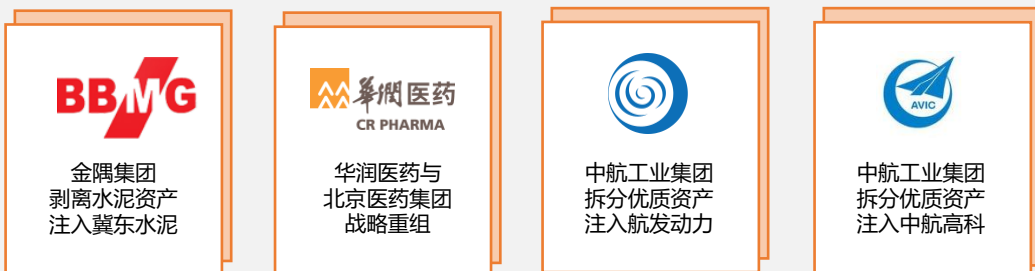 BBMG
金隅集团
剥离水泥资产
注入冀东水泥
華潤医药
CR PHARMA
华润医药与
北京医药集团
战略重组
中航工业集团
拆分优质资产
注入航发动力
AVIC
中航工业集团
拆分优质资产
注入中航高科